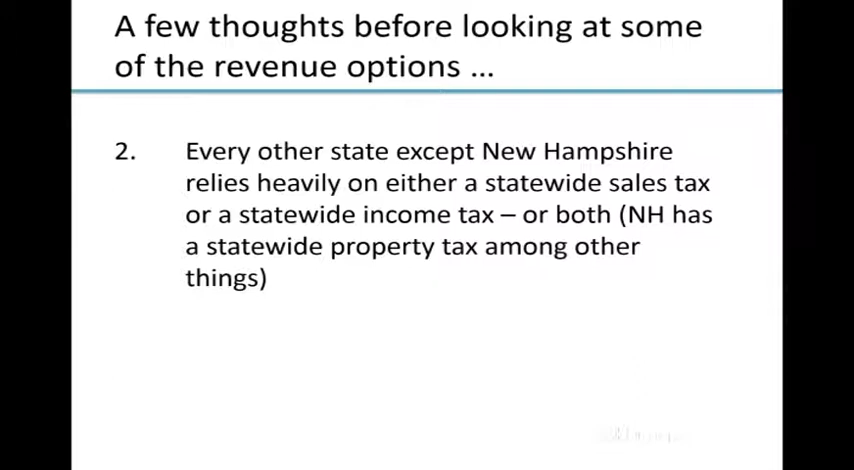 A few thoughts before looking at some
of the revenue options ...
2. Every other state except New Hampshire
relies heavily on either a statewide sales tax
or a statewide income tax – or both (NH has
a statewide property tax among other
things)